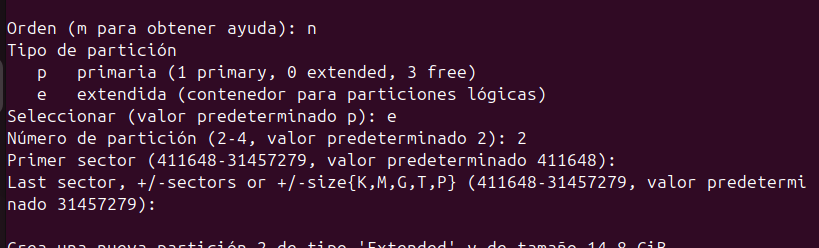 Orden (m para obtener ayuda): n
Tipo de partición
p   primaria (1 primary, 0 extended, 3 free)
e   extendida (contenedor para particiones lógicas)
Seleccionar (valor predeterminado p): e
Número de partición (2-4, valor predeterminado 2): 2
Primer sector (411648-31457279, valor predeterminado 411648):
Last sector, +/-sectors or +/-size{K,M,G,T,P} (411648-31457279, valor predetermi
nado 31457279):
Crea una nueva partición 2 de tipo 'Extended' y de tamaño 14,8 GiB